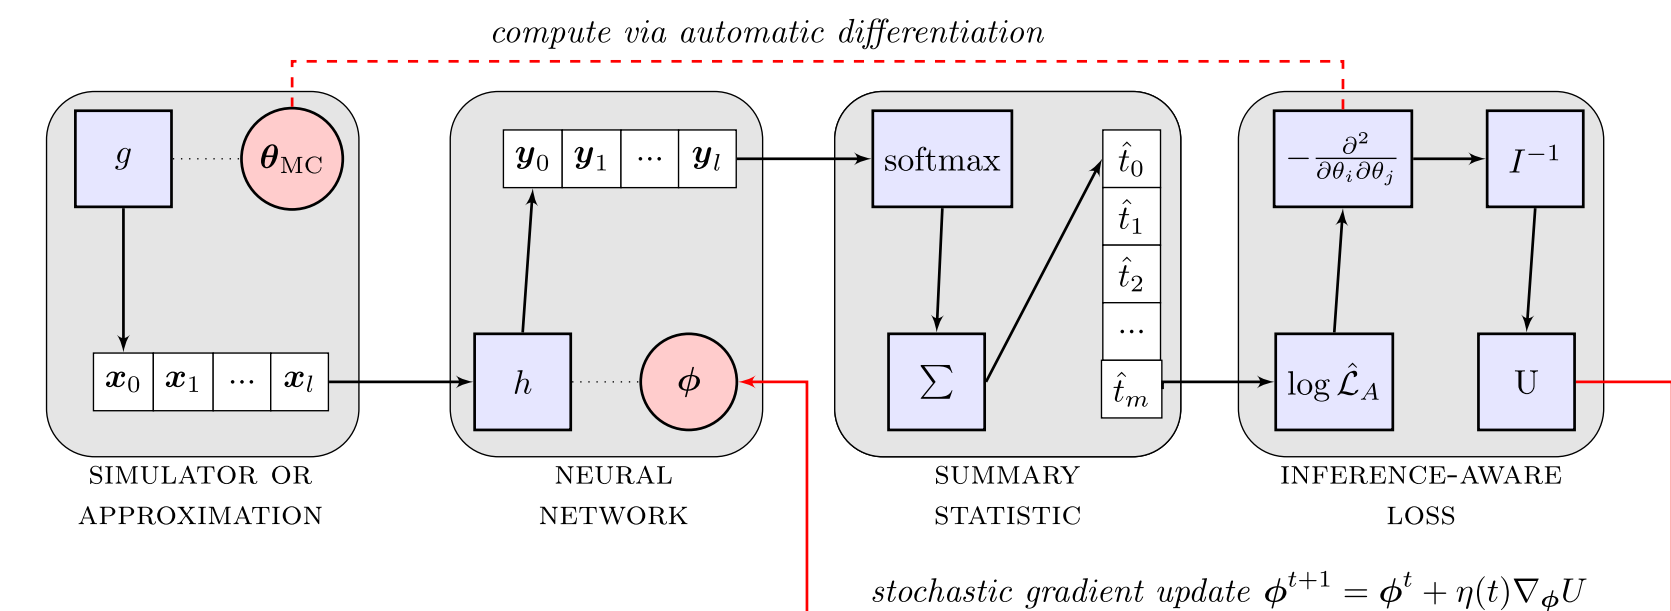 compute via automatic differentiation
g
θ_MC
x_0 x_1 ... x_l
SIMULATOR OR
APPROXIMATION
y_0 y_1 ... y_l
h
ϕ
NEURAL
NETWORK
softmax
∑
t̂_0
t̂_1
t̂_2
...
t̂_m
SUMMARY
STATISTIC
−∂²/∂θ_i∂θ_j
I⁻¹
log ℒ̂_A
U
INFERENCE-AWARE
LOSS
stochastic gradient update ϕ^{t+1} = ϕ^t + η(t)∇_ϕ U